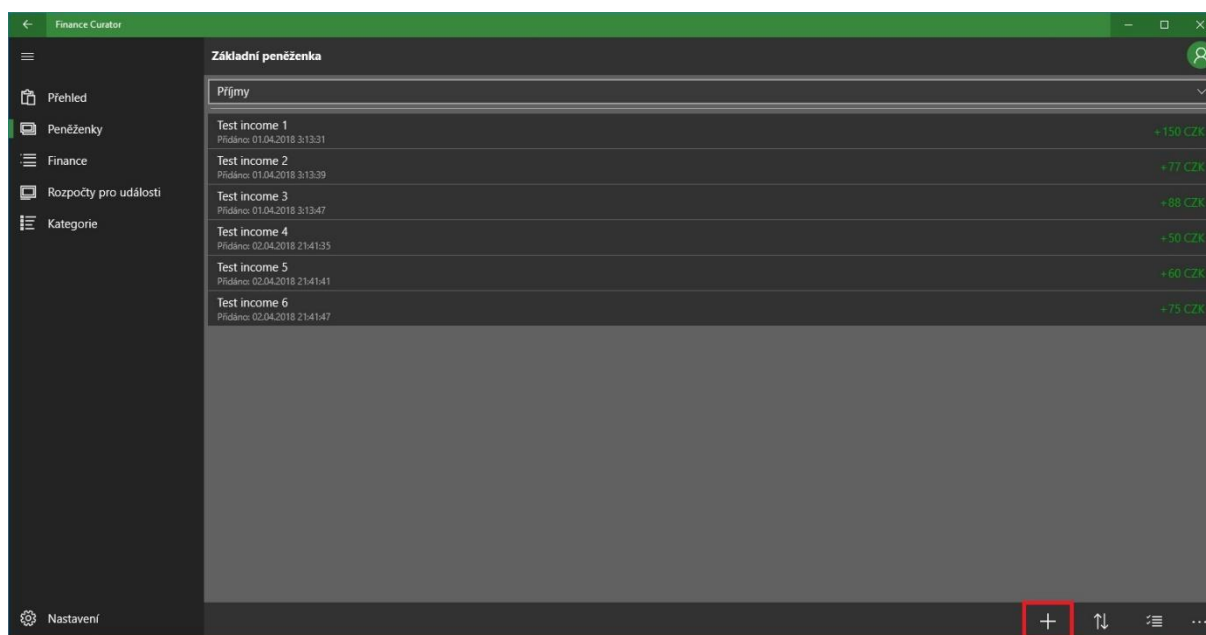 Finance Curator
Základní peněženka
Přehled
Peněženky
Finance
Rozpočty pro události
Kategorie
Nastavení
Příjmy
Test income 1
Přidáno: 01.04.2018 3:13:31
+150 CZK
Test income 2
Přidáno: 01.04.2018 3:13:39
+77 CZK
Test income 3
Přidáno: 01.04.2018 3:13:47
+88 CZK
Test income 4
Přidáno: 02.04.2018 21:41:35
+50 CZK
Test income 5
Přidáno: 02.04.2018 21:41:41
+60 CZK
Test income 6
Přidáno: 02.04.2018 21:41:47
+75 CZK